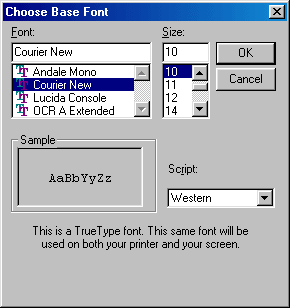 Choose Base Font
Font:
Size:
Courier New
10
OK
Andale Mono
Courier New
Lucida Console
OCR A Extended
10
11
12
14
Cancel
Sample
AaBbYyZz
Script:
Western
This is a TrueType font. This same font will be
used on both your printer and your screen.